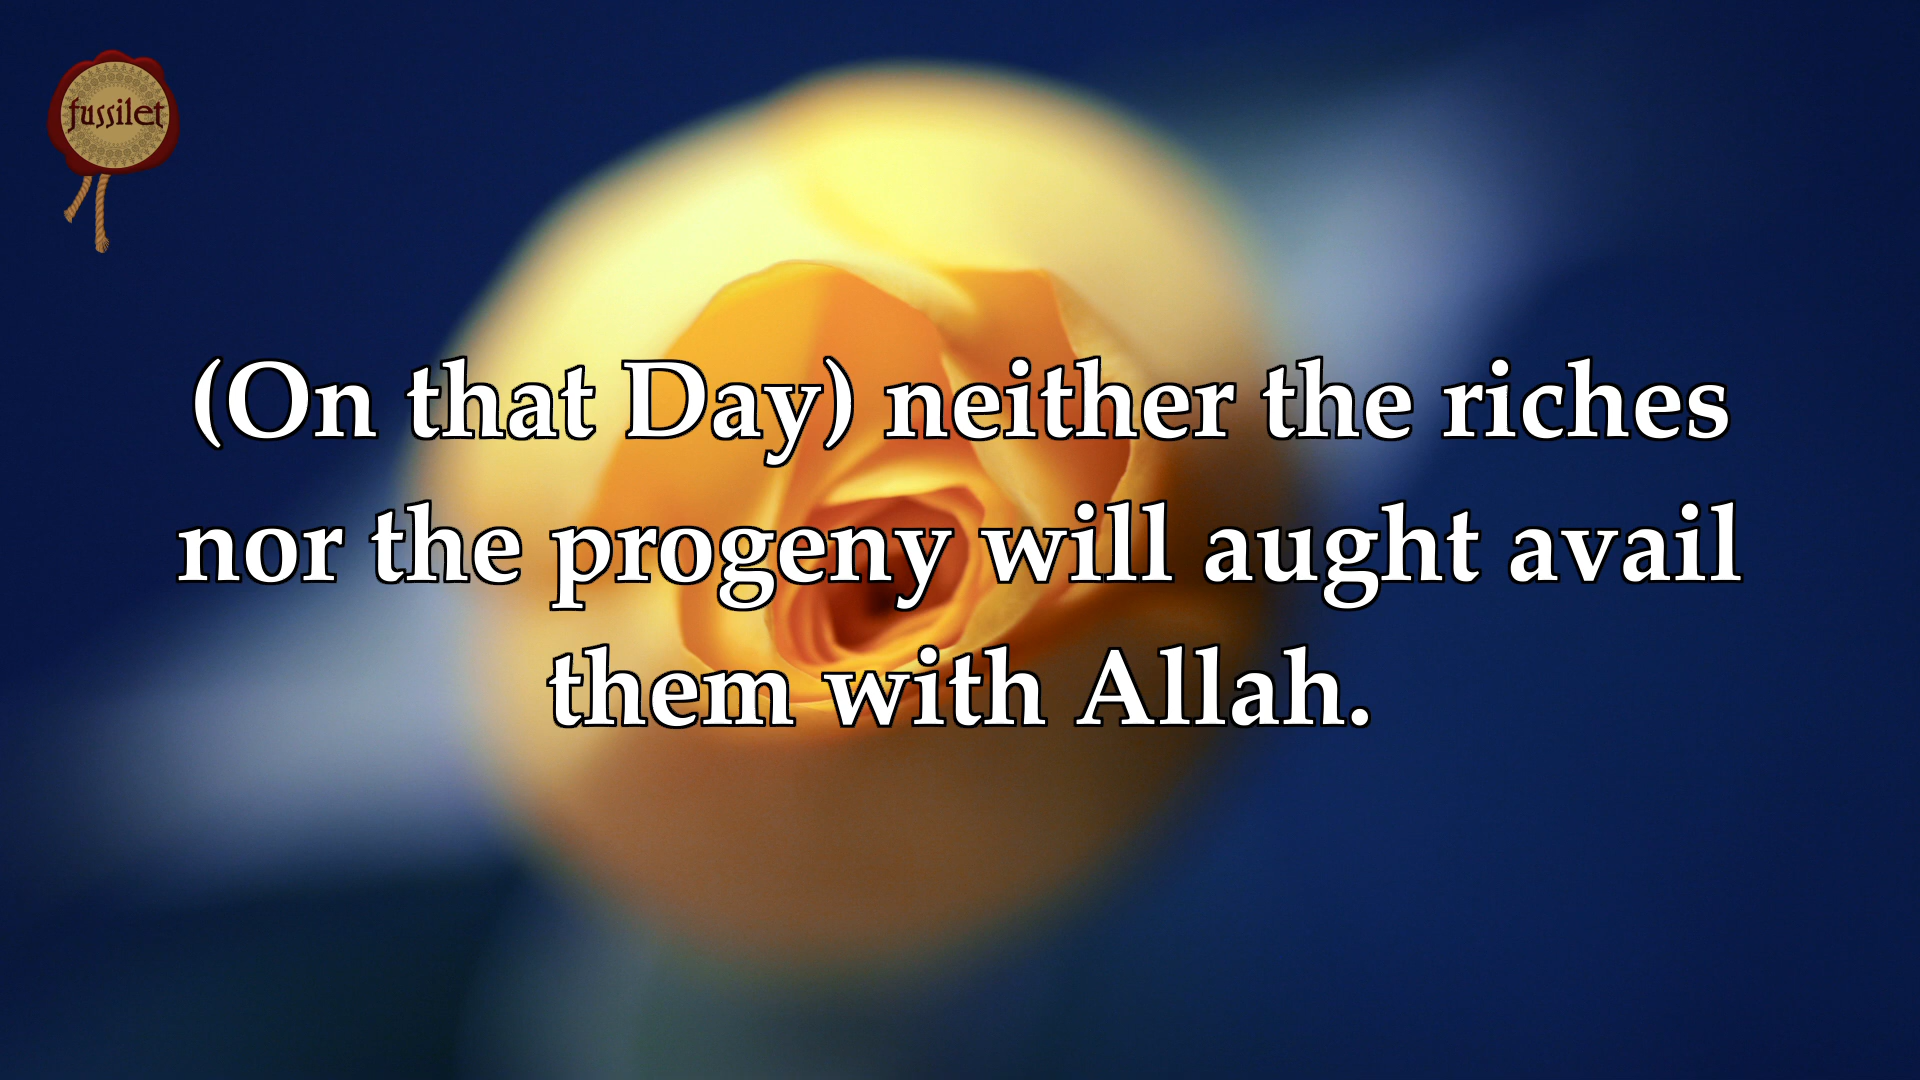 fussilet
(On that Day) neither the riches
nor the progeny will aught avail
them with Allah.